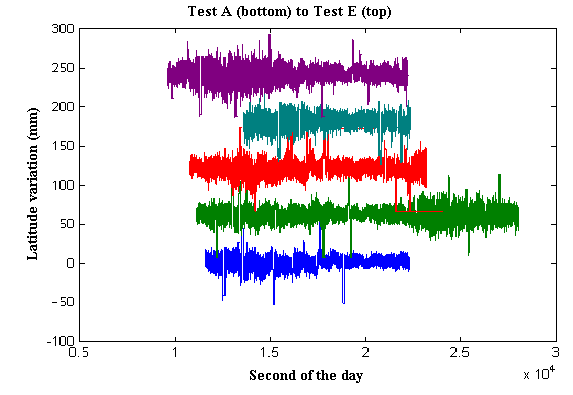 Test A (bottom) to Test E (top)
300
250
200
150
100
50
0
-50
-100
Latitude variation (mm)
0.5 1 1.5 2 2.5 3
x 10^4
Second of the day